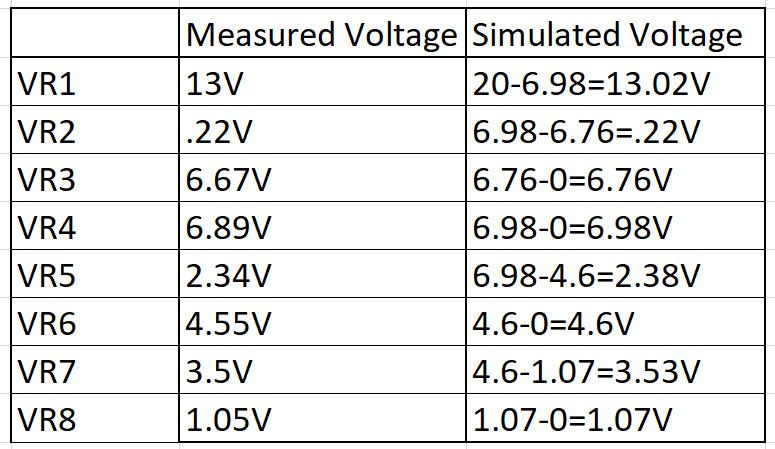 Measured Voltage Simulated Voltage
VR1 13V 20-6.98=13.02V
VR2 .22V 6.98-6.76=.22V
VR3 6.67V 6.76-0=6.76V
VR4 6.89V 6.98-0=6.98V
VR5 2.34V 6.98-4.6=2.38V
VR6 4.55V 4.6-0=4.6V
VR7 3.5V 4.6-1.07=3.53V
VR8 1.05V 1.07-0=1.07V